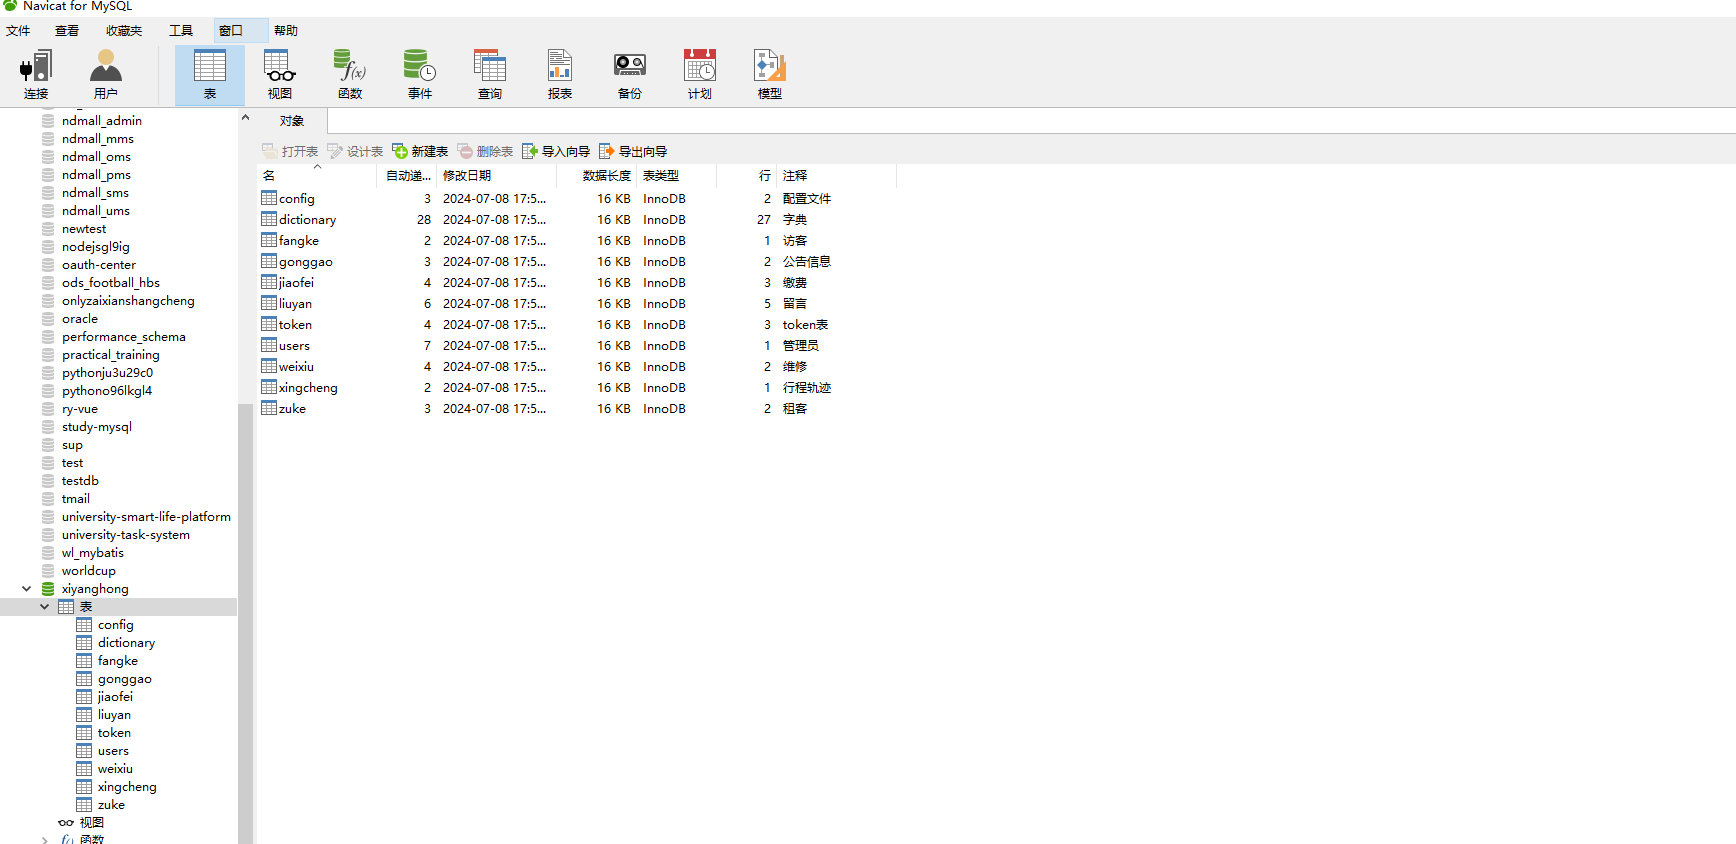 Navicat for MySQL
文件 查看 收藏夹 工具 窗口 帮助
连接 用户 表 视图 函数 事件 查询 报表 备份 计划 模型
ndmall_admin
ndmall_mms
ndmall_oms
ndmall_pms
ndmall_sms
ndmall_ums
newtest
nodejsgl9ig
oauth-center
ods_football_hbs
onlyzaixianshangcheng
oracle
performance_schema
practical_training
pythonju3u29c0
pythono96lkgl4
ry-vue
study-mysql
sup
test
testdb
tmail
university-smart-life-platform
university-task-system
wl_mybatis
worldcup
xiyanghong
表
config
dictionary
fangke
gonggao
jiaofei
liuyan
token
users
weixiu
xingcheng
zuke
视图
函数
对象
打开表 设计表 新建表 删除表 导入向导 导出向导
名 自动递... 修改日期 数据长度 表类型 行 注释
config 3 2024-07-08 17:5... 16 KB InnoDB 2 配置文件
dictionary 28 2024-07-08 17:5... 16 KB InnoDB 27 字典
fangke 2 2024-07-08 17:5... 16 KB InnoDB 1 访客
gonggao 3 2024-07-08 17:5... 16 KB InnoDB 2 公告信息
jiaofei 4 2024-07-08 17:5... 16 KB InnoDB 3 缴费
liuyan 6 2024-07-08 17:5... 16 KB InnoDB 5 留言
token 4 2024-07-08 17:5... 16 KB InnoDB 3 token表
users 7 2024-07-08 17:5... 16 KB InnoDB 1 管理员
weixiu 4 2024-07-08 17:5... 16 KB InnoDB 2 维修
xingcheng 2 2024-07-08 17:5... 16 KB InnoDB 1 行程轨迹
zuke 3 2024-07-08 17:5... 16 KB InnoDB 2 租客